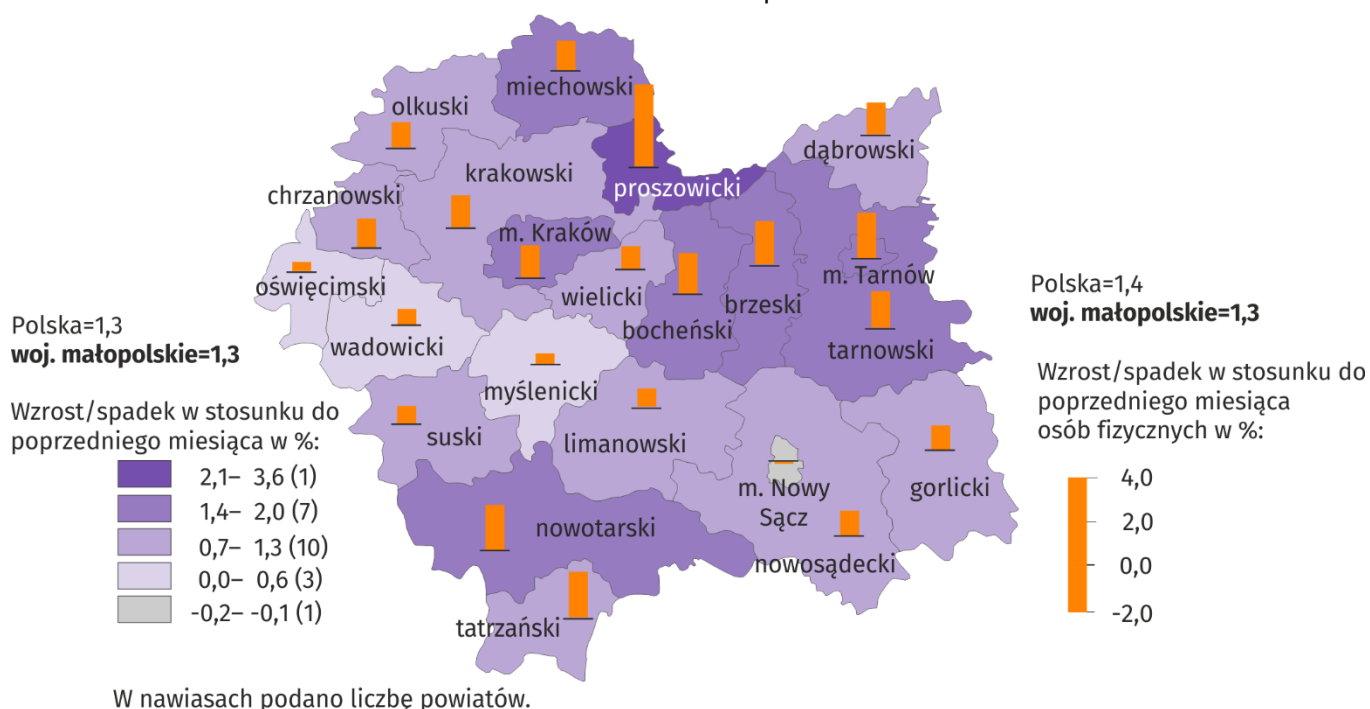 miechowski
olkuski
dąbrowski
krakowski
proszowicki
chrzanowski
m. Kraków
m. Tarnów
oświęcimski
wielicki
brzeski
bocheński
wadowicki
tarnowski
myślenicki
suski
limanowski
m. Nowy
Sącz
gorlicki
nowotarski
nowosądecki
tatrzański
Polska=1,3
woj. małopolskie=1,3
Wzrost/spadek w stosunku do
poprzedniego miesiąca w %:
2,1– 3,6 (1)
1,4– 2,0 (7)
0,7– 1,3 (10)
0,0– 0,6 (3)
-0,2– -0,1 (1)
Polska=1,4
woj. małopolskie=1,3
Wzrost/spadek w stosunku do
poprzedniego miesiąca
osób fizycznych w %:
4,0
2,0
0,0
-2,0
W nawiasach podano liczbę powiatów.